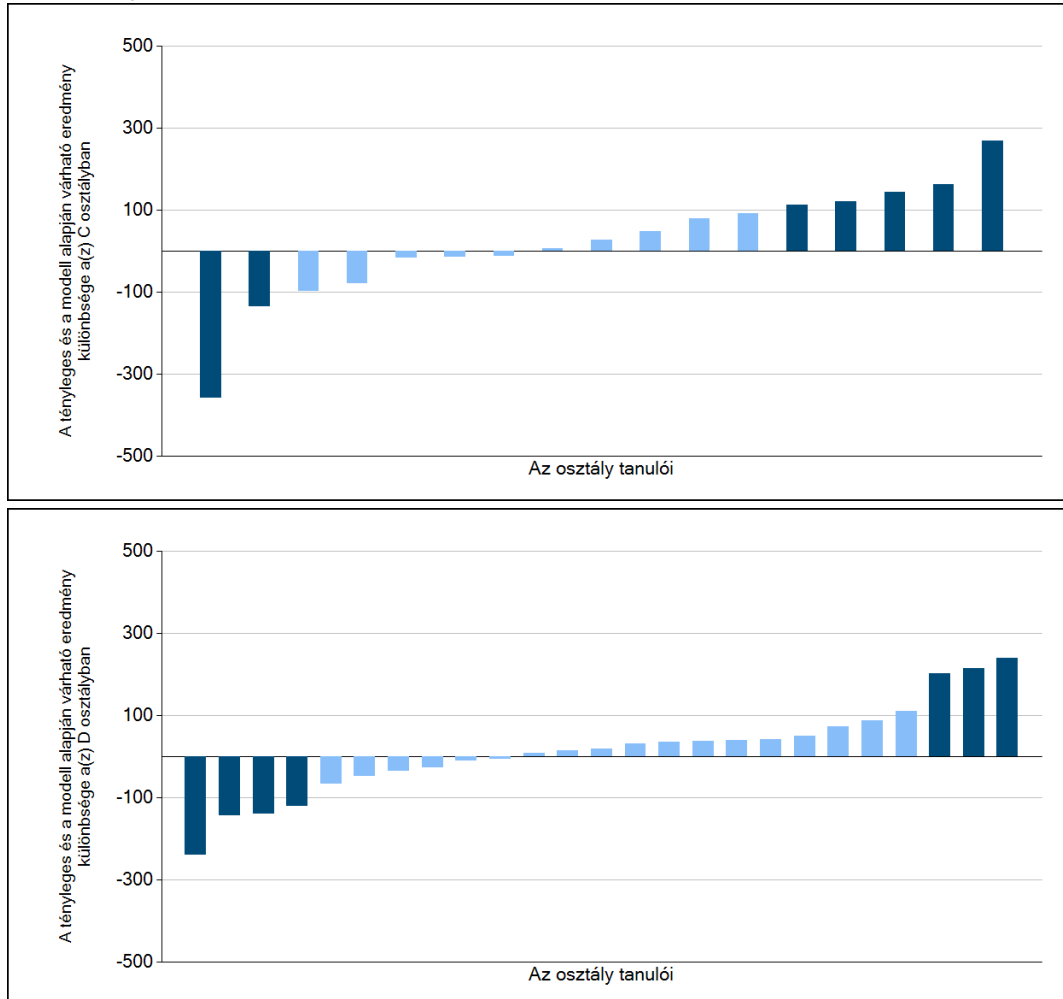 A tényleges és a modell alapján várható eredmény
különbsége a(z) C osztályban
500
300
100
-100
-300
-500
Az osztály tanulói
A tényleges és a modell alapján várható eredmény
különbsége a(z) D osztályban
500
300
100
-100
-300
-500
Az osztály tanulói